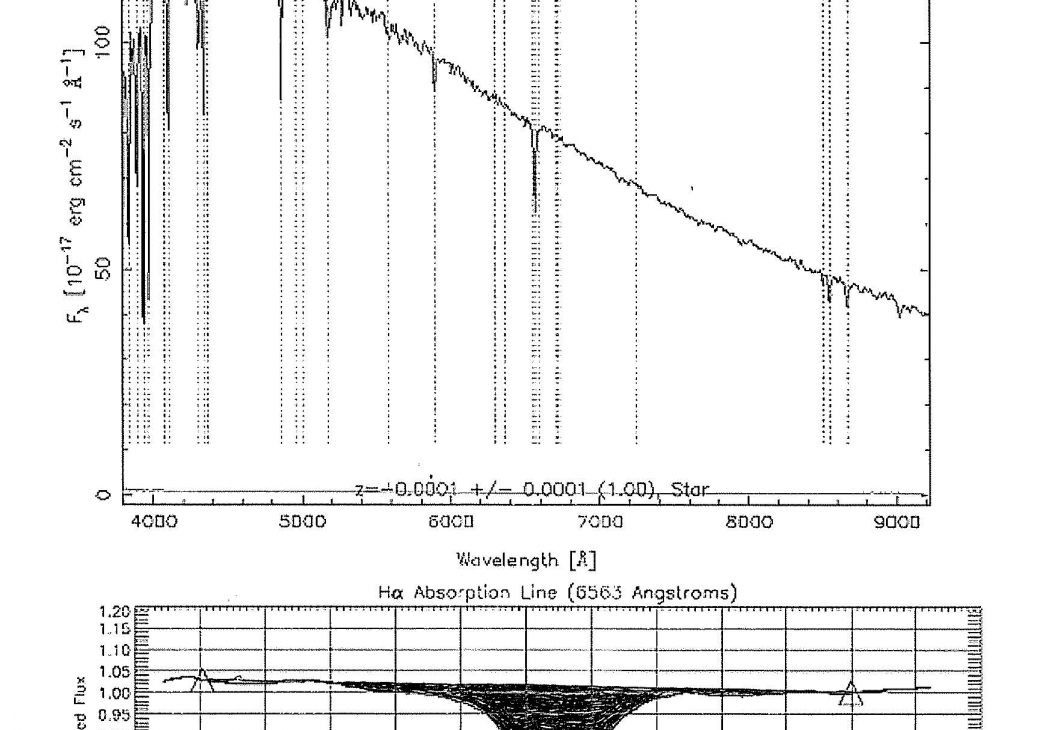 100
F_λ [10⁻¹⁷ erg cm⁻² s⁻¹ Å⁻¹]
50
0
z=+0.0001 +/- 0.0001 (1.00), Star
4000 5000 6000 7000 8000 9000
Wavelength [Å]
Hα Absorption Line (6563 Angstroms)
1.20
1.15
1.10
1.05
1.00
0.95
ed Flux